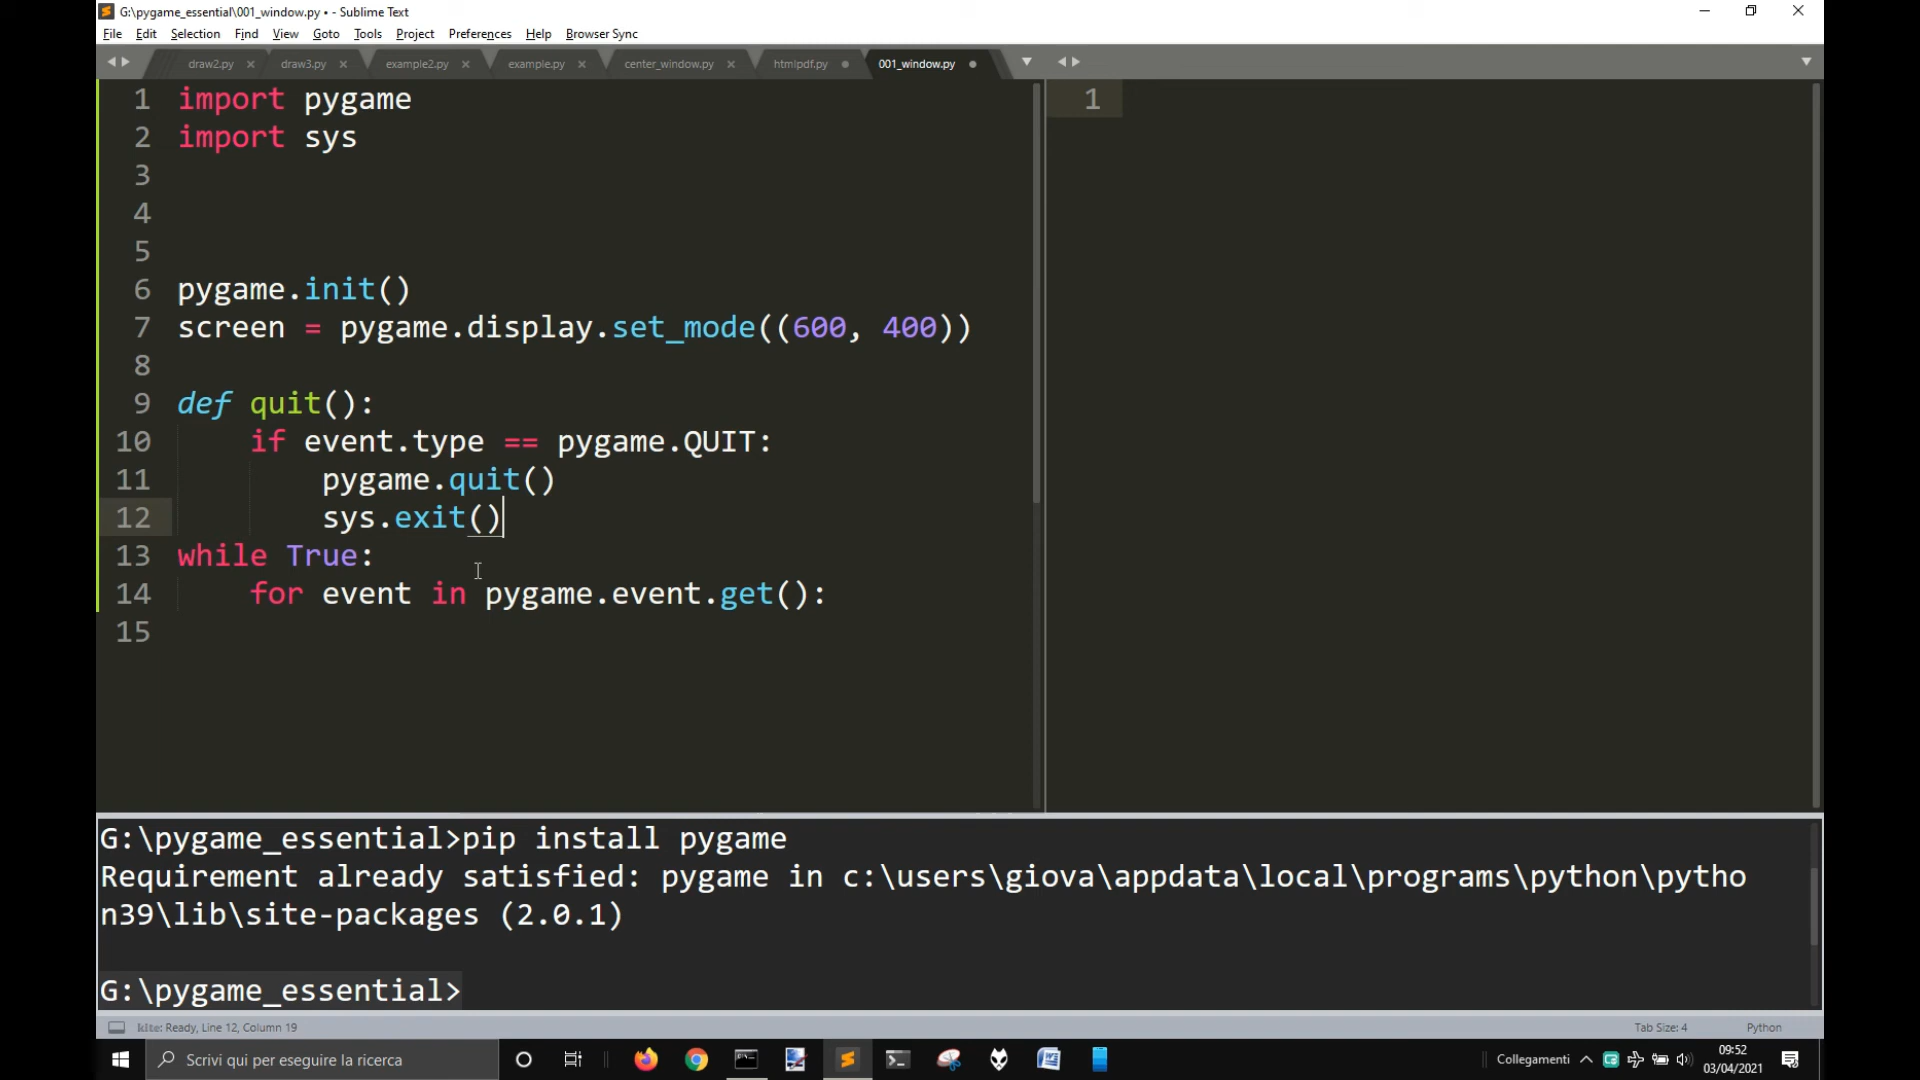 G:\pygame_essential\001_window.py • - Sublime Text
File Edit Selection Find View Goto Tools Project Preferences Help Browser Sync
draw2.py draw3.py example2.py example.py center_window.py htmlpdf.py 001_window.py
1 import pygame
2 import sys
3
4
5
6 pygame.init()
7 screen = pygame.display.set_mode((600, 400))
8
9 def quit():
10 if event.type == pygame.QUIT:
11 pygame.quit()
12 sys.exit()
13 while True:
14 for event in pygame.event.get():
15
1
G:\pygame_essential>pip install pygame
Requirement already satisfied: pygame in c:\users\giova\appdata\local\programs\python\pytho
n39\lib\site-packages (2.0.1)
G:\pygame_essential>
kite: Ready, Line 12, Column 19
Tab Size: 4 Python
Scrivi qui per eseguire la ricerca
Collegamenti
09:52
03/04/2021